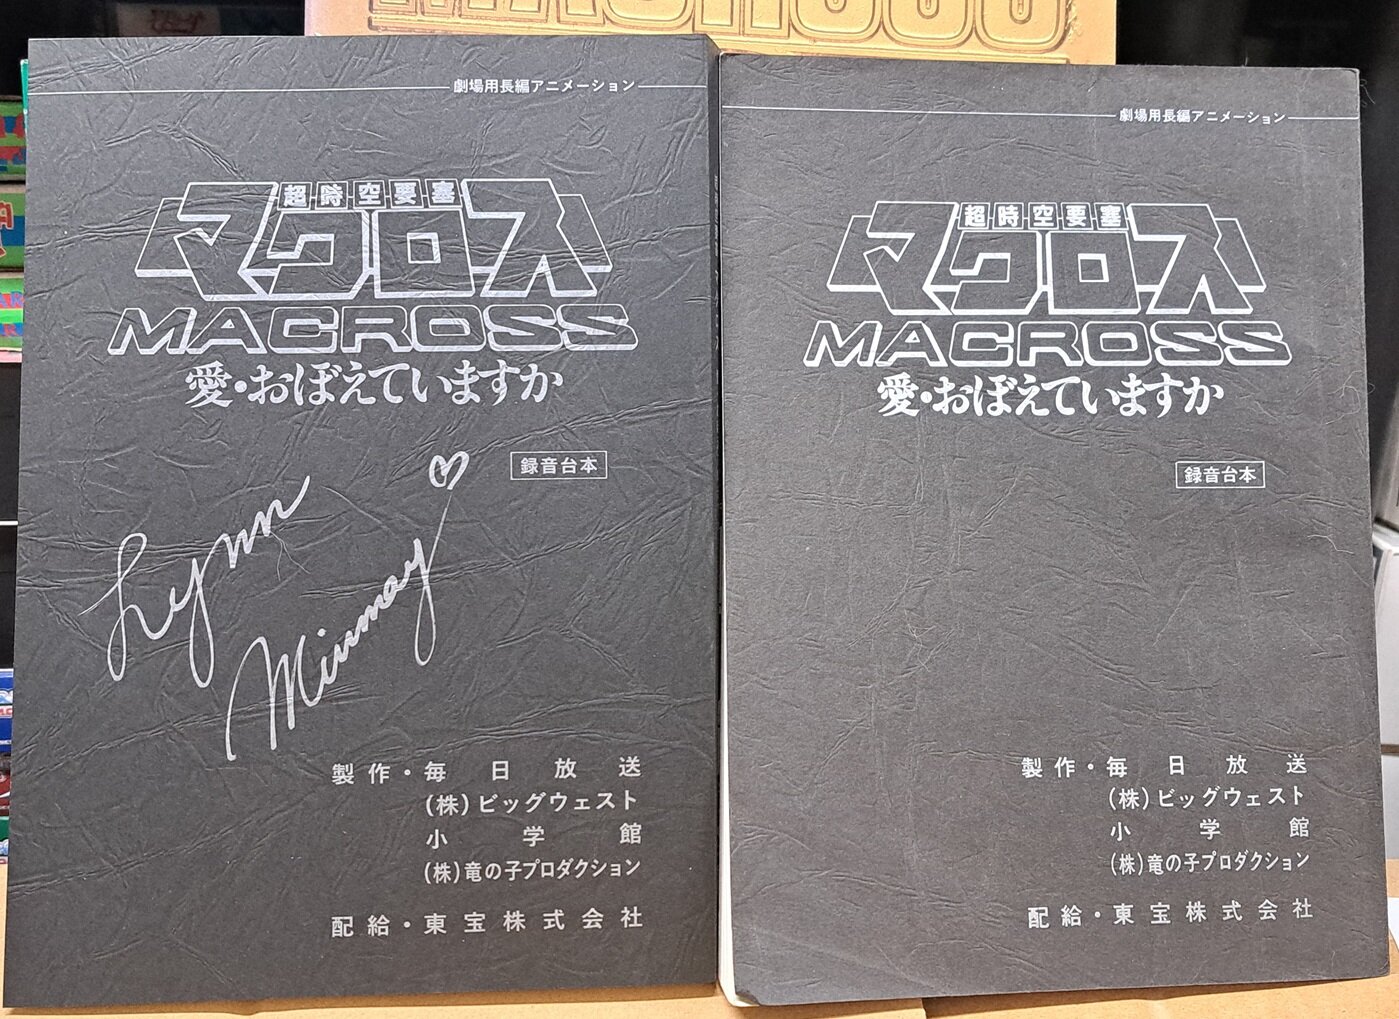 MACROSS
劇場用長編アニメーション
超時空要塞
マクロス
MACROSS
愛・おぼえていますか
録音台本
Lynn
Minmay
製作・毎日放送
(株)ビッグウェスト
小学館
(株)竜の子プロダクション
配給・東宝株式会社
劇場用長編アニメーション
超時空要塞
マクロス
MACROSS
愛・おぼえていますか
録音台本
製作・毎日放送
(株)ビッグウェスト
小学館
(株)竜の子プロダクション
配給・東宝株式会社